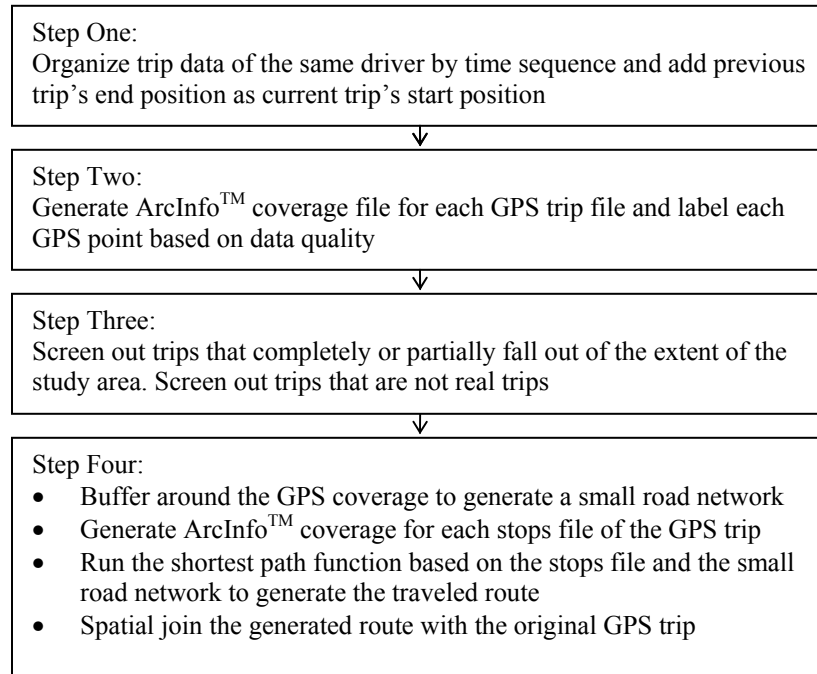 Step One:
Organize trip data of the same driver by time sequence and add previous
trip’s end position as current trip’s start position
Step Two:
Generate ArcInfo™ coverage file for each GPS trip file and label each
GPS point based on data quality
Step Three:
Screen out trips that completely or partially fall out of the extent of the
study area. Screen out trips that are not real trips
Step Four:
• Buffer around the GPS coverage to generate a small road network
• Generate ArcInfo™ coverage for each stops file of the GPS trip
• Run the shortest path function based on the stops file and the small
road network to generate the traveled route
• Spatial join the generated route with the original GPS trip